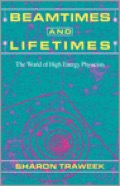 BEAMTIMES
AND
LIFETIMES
The World of High Energy Physicists
SHARON TRAWEEK